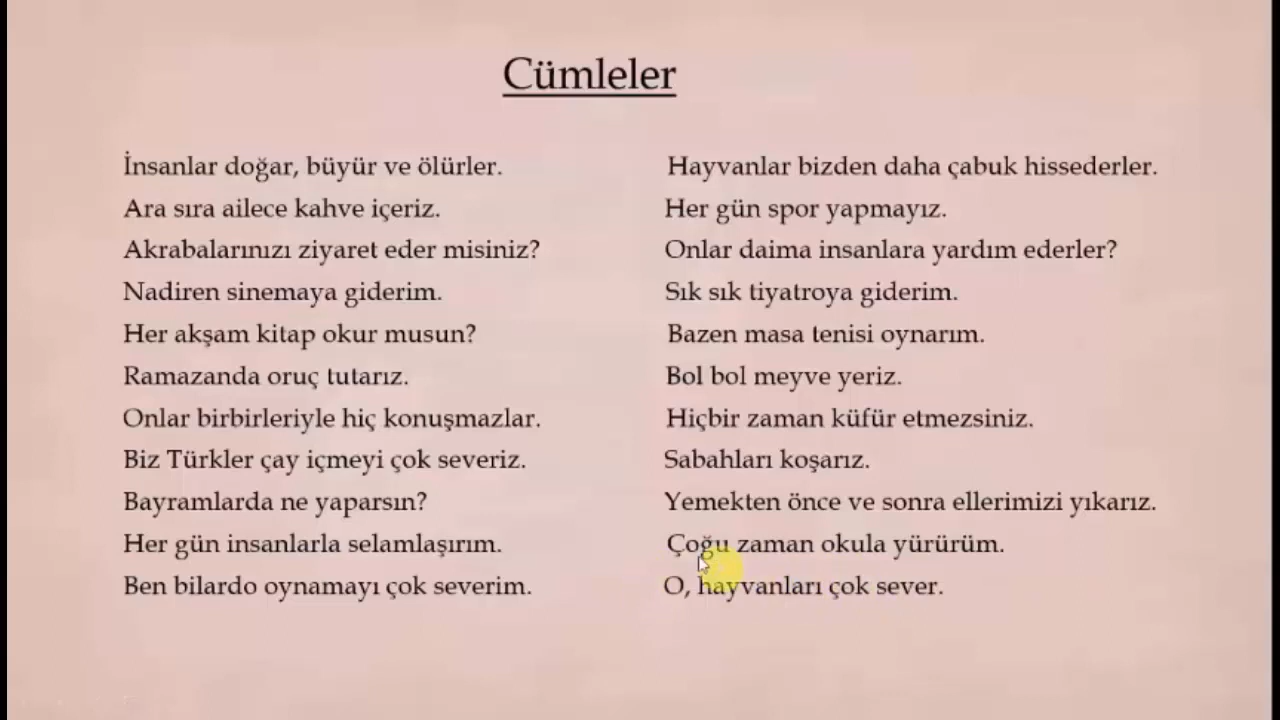 Cümleler
İnsanlar doğar, büyür ve ölürler.
Ara sıra ailece kahve içeriz.
Akrabalarınızı ziyaret eder misiniz?
Nadiren sinemaya giderim.
Her akşam kitap okur musun?
Ramazanda oruç tutarız.
Onlar birbirleriyle hiç konuşmazlar.
Biz Türkler çay içmeyi çok severiz.
Bayramlarda ne yaparsın?
Her gün insanlarla selamlaşırım.
Ben bilardo oynamayı çok severim.
Hayvanlar bizden daha çabuk hissederler.
Her gün spor yapmayız.
Onlar daima insanlara yardım ederler?
Sık sık tiyatroya giderim.
Bazen masa tenisi oynarım.
Bol bol meyve yeriz.
Hiçbir zaman küfür etmezsiniz.
Sabahları koşarız.
Yemekten önce ve sonra ellerimizi yıkarız.
Çoğu zaman okula yürürüm.
O, hayvanları çok sever.